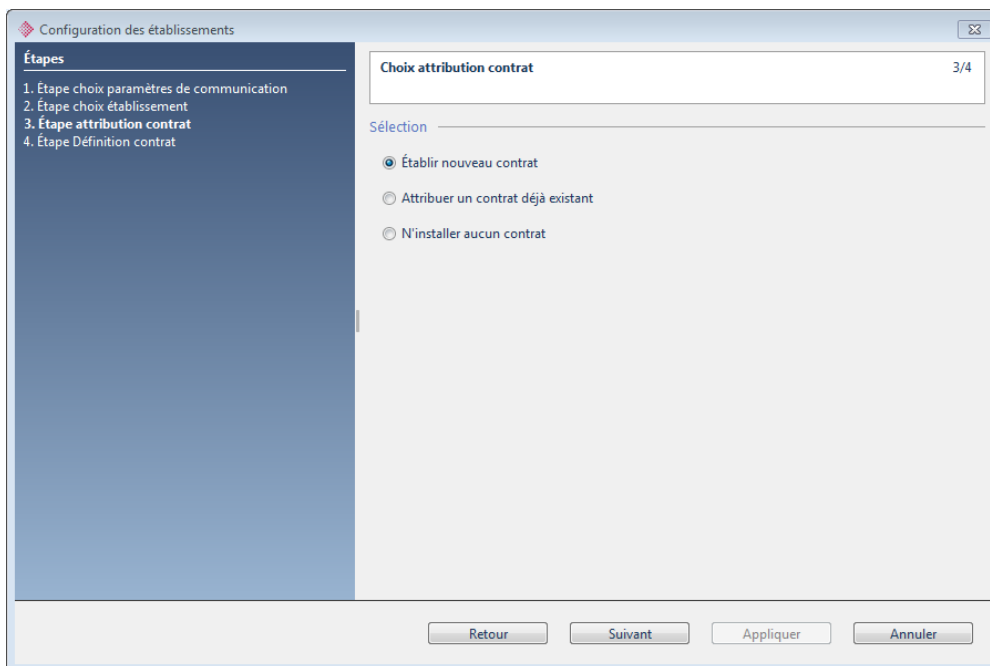 Configuration des établissements
Étapes
1. Étape choix paramètres de communication
2. Étape choix établissement
3. Étape attribution contrat
4. Étape Définition contrat
Choix attribution contrat 3/4
Sélection
Établir nouveau contrat
Attribuer un contrat déjà existant
N'installer aucun contrat
Retour Suivant Appliquer Annuler